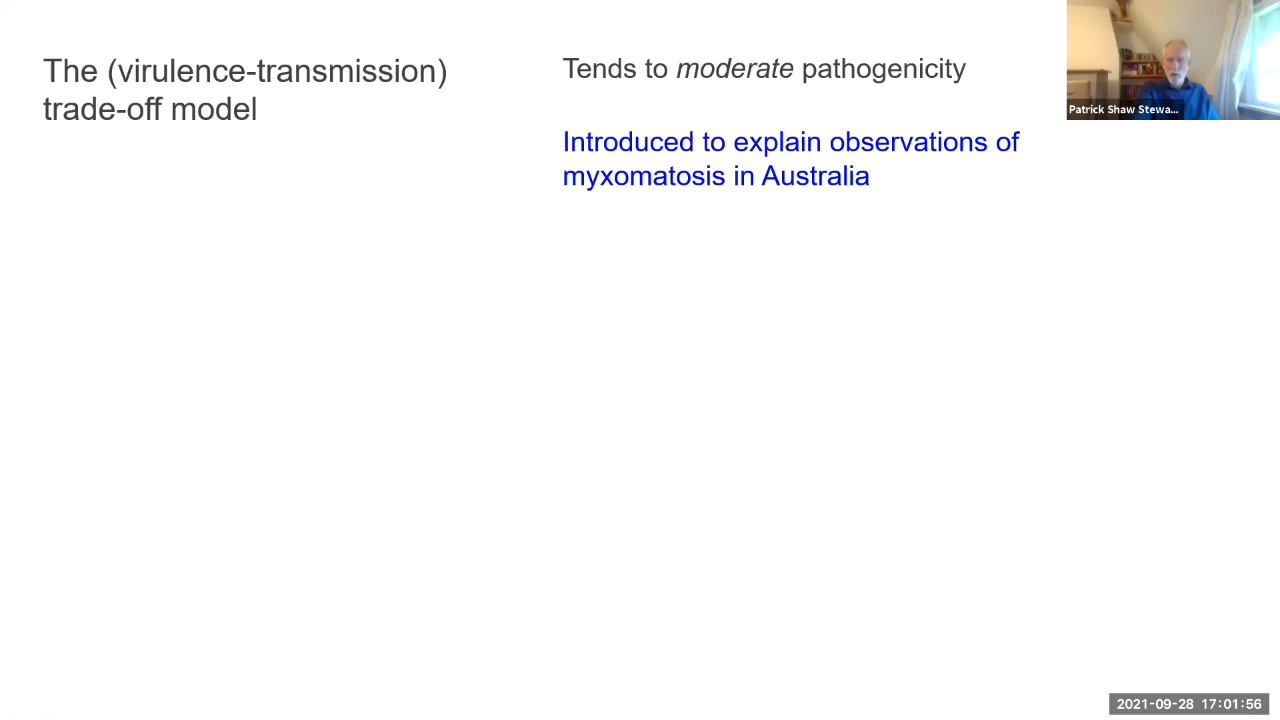 The (virulence-transmission)
trade-off model
Tends to moderate pathogenicity
Introduced to explain observations of
myxomatosis in Australia
Patrick Shaw Stewa...
2021-09-28 17:01:56